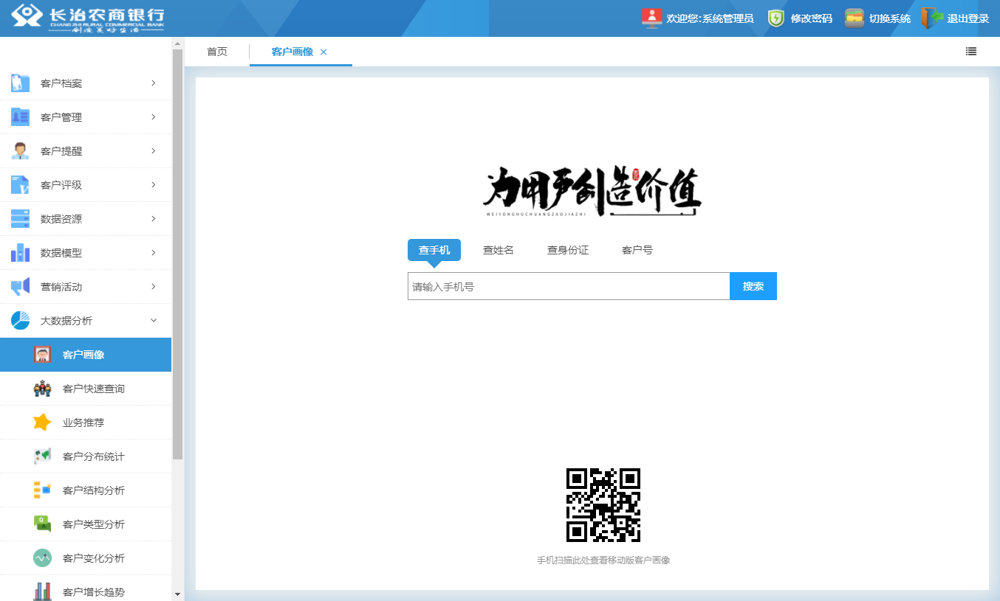 长治农商银行
CHANG ZHI RURAL COMMERCIAL BANK
创造美好生活
欢迎您:系统管理员
修改密码
切换系统
退出登录
首页
客户画像
客户档案
客户管理
客户提醒
客户评级
数据资源
数据模型
营销活动
大数据分析
客户画像
客户快速查询
业务推荐
客户分布统计
客户结构分析
客户类型分析
客户变化分析
客户增长趋势
为用户创造价值
WEIYONGHUCHUANGZAOJIAZHI
查手机
查姓名
查身份证
客户号
请输入手机号
搜索
手机扫描此处查看移动版客户画像